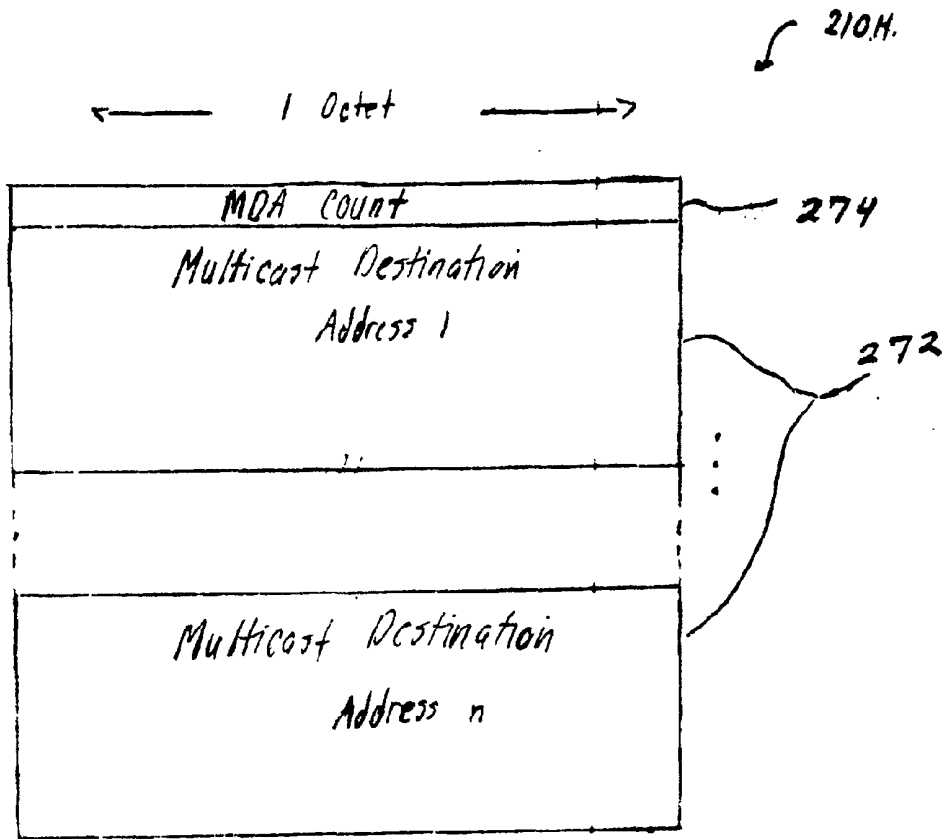 210H.
1 Octet
MDA Count
274
Multicast Destination
Address 1
272
Multicast Destination
Address n